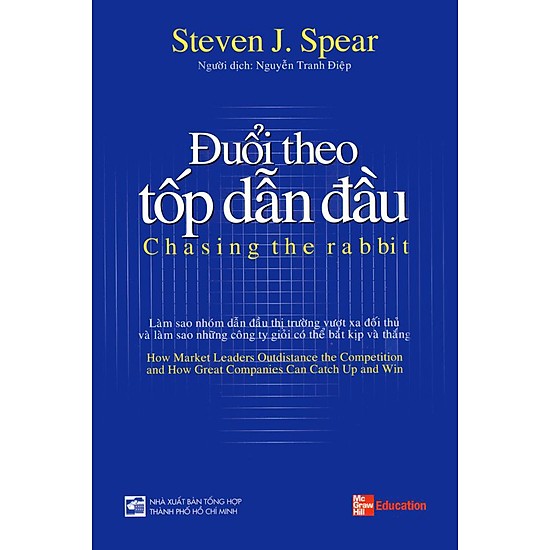 Steven J. Spear
Người dịch: Nguyễn Tranh Điệp
Đuổi theo
tốp dẫn đầu
Chasing the rabbit
Làm sao nhóm dẫn đầu thị trường vượt xa đối thủ
và làm sao những công ty giỏi có thể bắt kịp và thắng
How Market Leaders Outdistance the Competition
and How Great Companies Can Catch Up and Win
NHÀ XUẤT BẢN TỔNG HỢP
THÀNH PHỐ HỒ CHÍ MINH
Mc
Graw
Hill
Education